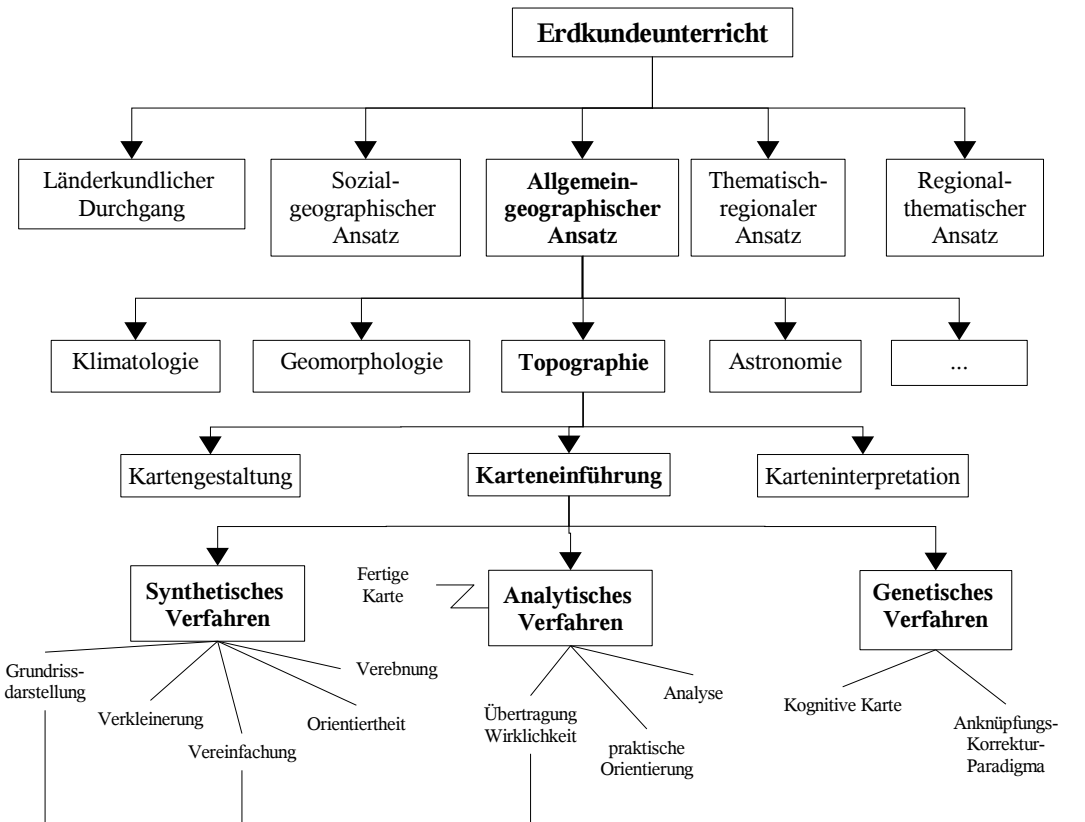 Erdkundeunterricht
Länderkundlicher
Durchgang
Sozial-
geographischer
Ansatz
Allgemein-
geographischer
Ansatz
Thematisch-
regionaler
Ansatz
Regional-
thematischer
Ansatz
Klimatologie
Geomorphologie
Topographie
Astronomie
...
Kartengestaltung
Karteneinführung
Karteninterpretation
Synthetisches
Verfahren
Fertige
Karte
Analytisches
Verfahren
Genetisches
Verfahren
Grundriss-
darstellung
Verkleinerung
Vereinfachung
Orientiertheit
Verebnung
Übertragung
Wirklichkeit
praktische
Orientierung
Analyse
Kognitive Karte
Anknüpfungs-
Korrektur-
Paradigma